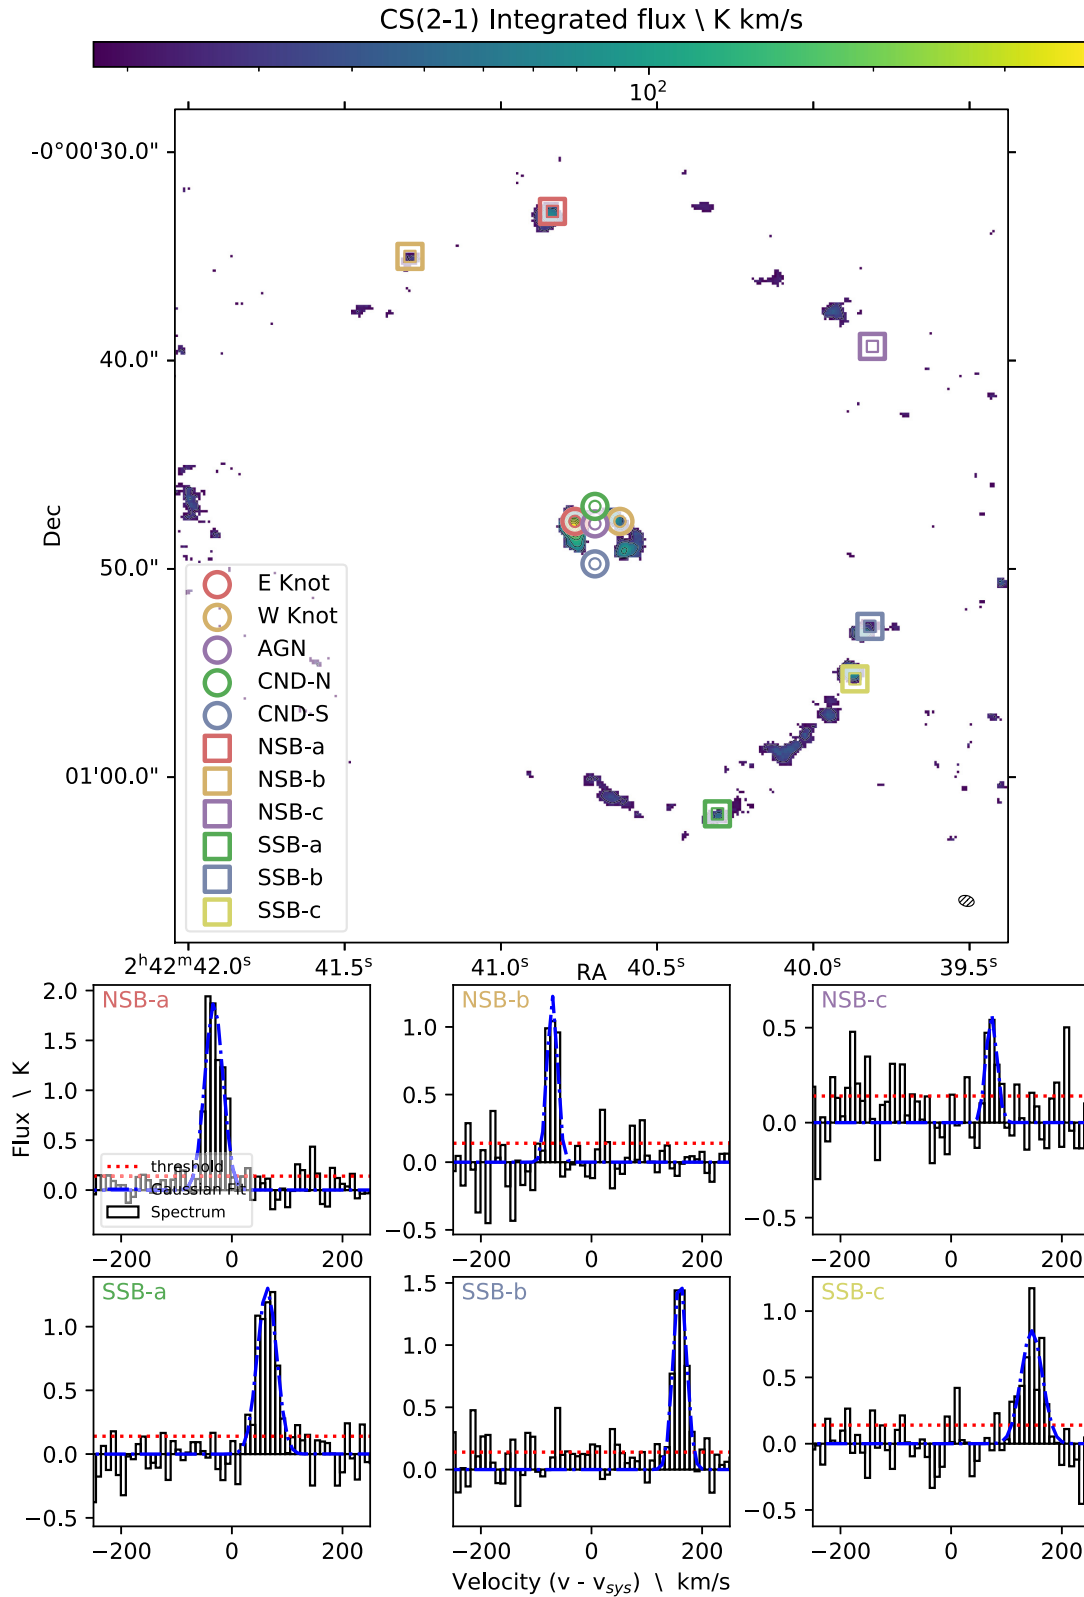 CS(2-1) Integrated flux \ K km/s
10²
-0°00'30.0"
40.0"
50.0"
01'00.0"
Dec
E Knot
W Knot
AGN
CND-N
CND-S
NSB-a
NSB-b
NSB-c
SSB-a
SSB-b
SSB-c
2ʰ42ᵐ42.0ˢ 41.5ˢ 41.0ˢ 40.5ˢ 40.0ˢ 39.5ˢ
RA
NSB-a
2.0
1.5
1.0
0.5
0.0
Flux \ K
threshold
Gaussian Fit
Spectrum
−200 0 200
NSB-b
1.0
0.5
0.0
−0.5
−200 0 200
NSB-c
0.5
0.0
−0.5
−200 0 200
SSB-a
1.0
0.5
0.0
−0.5
−200 0 200
SSB-b
1.5
1.0
0.5
0.0
−200 0 200
SSB-c
1.0
0.5
0.0
−0.5
−200 0 200
Velocity (v - v_sys) \ km/s